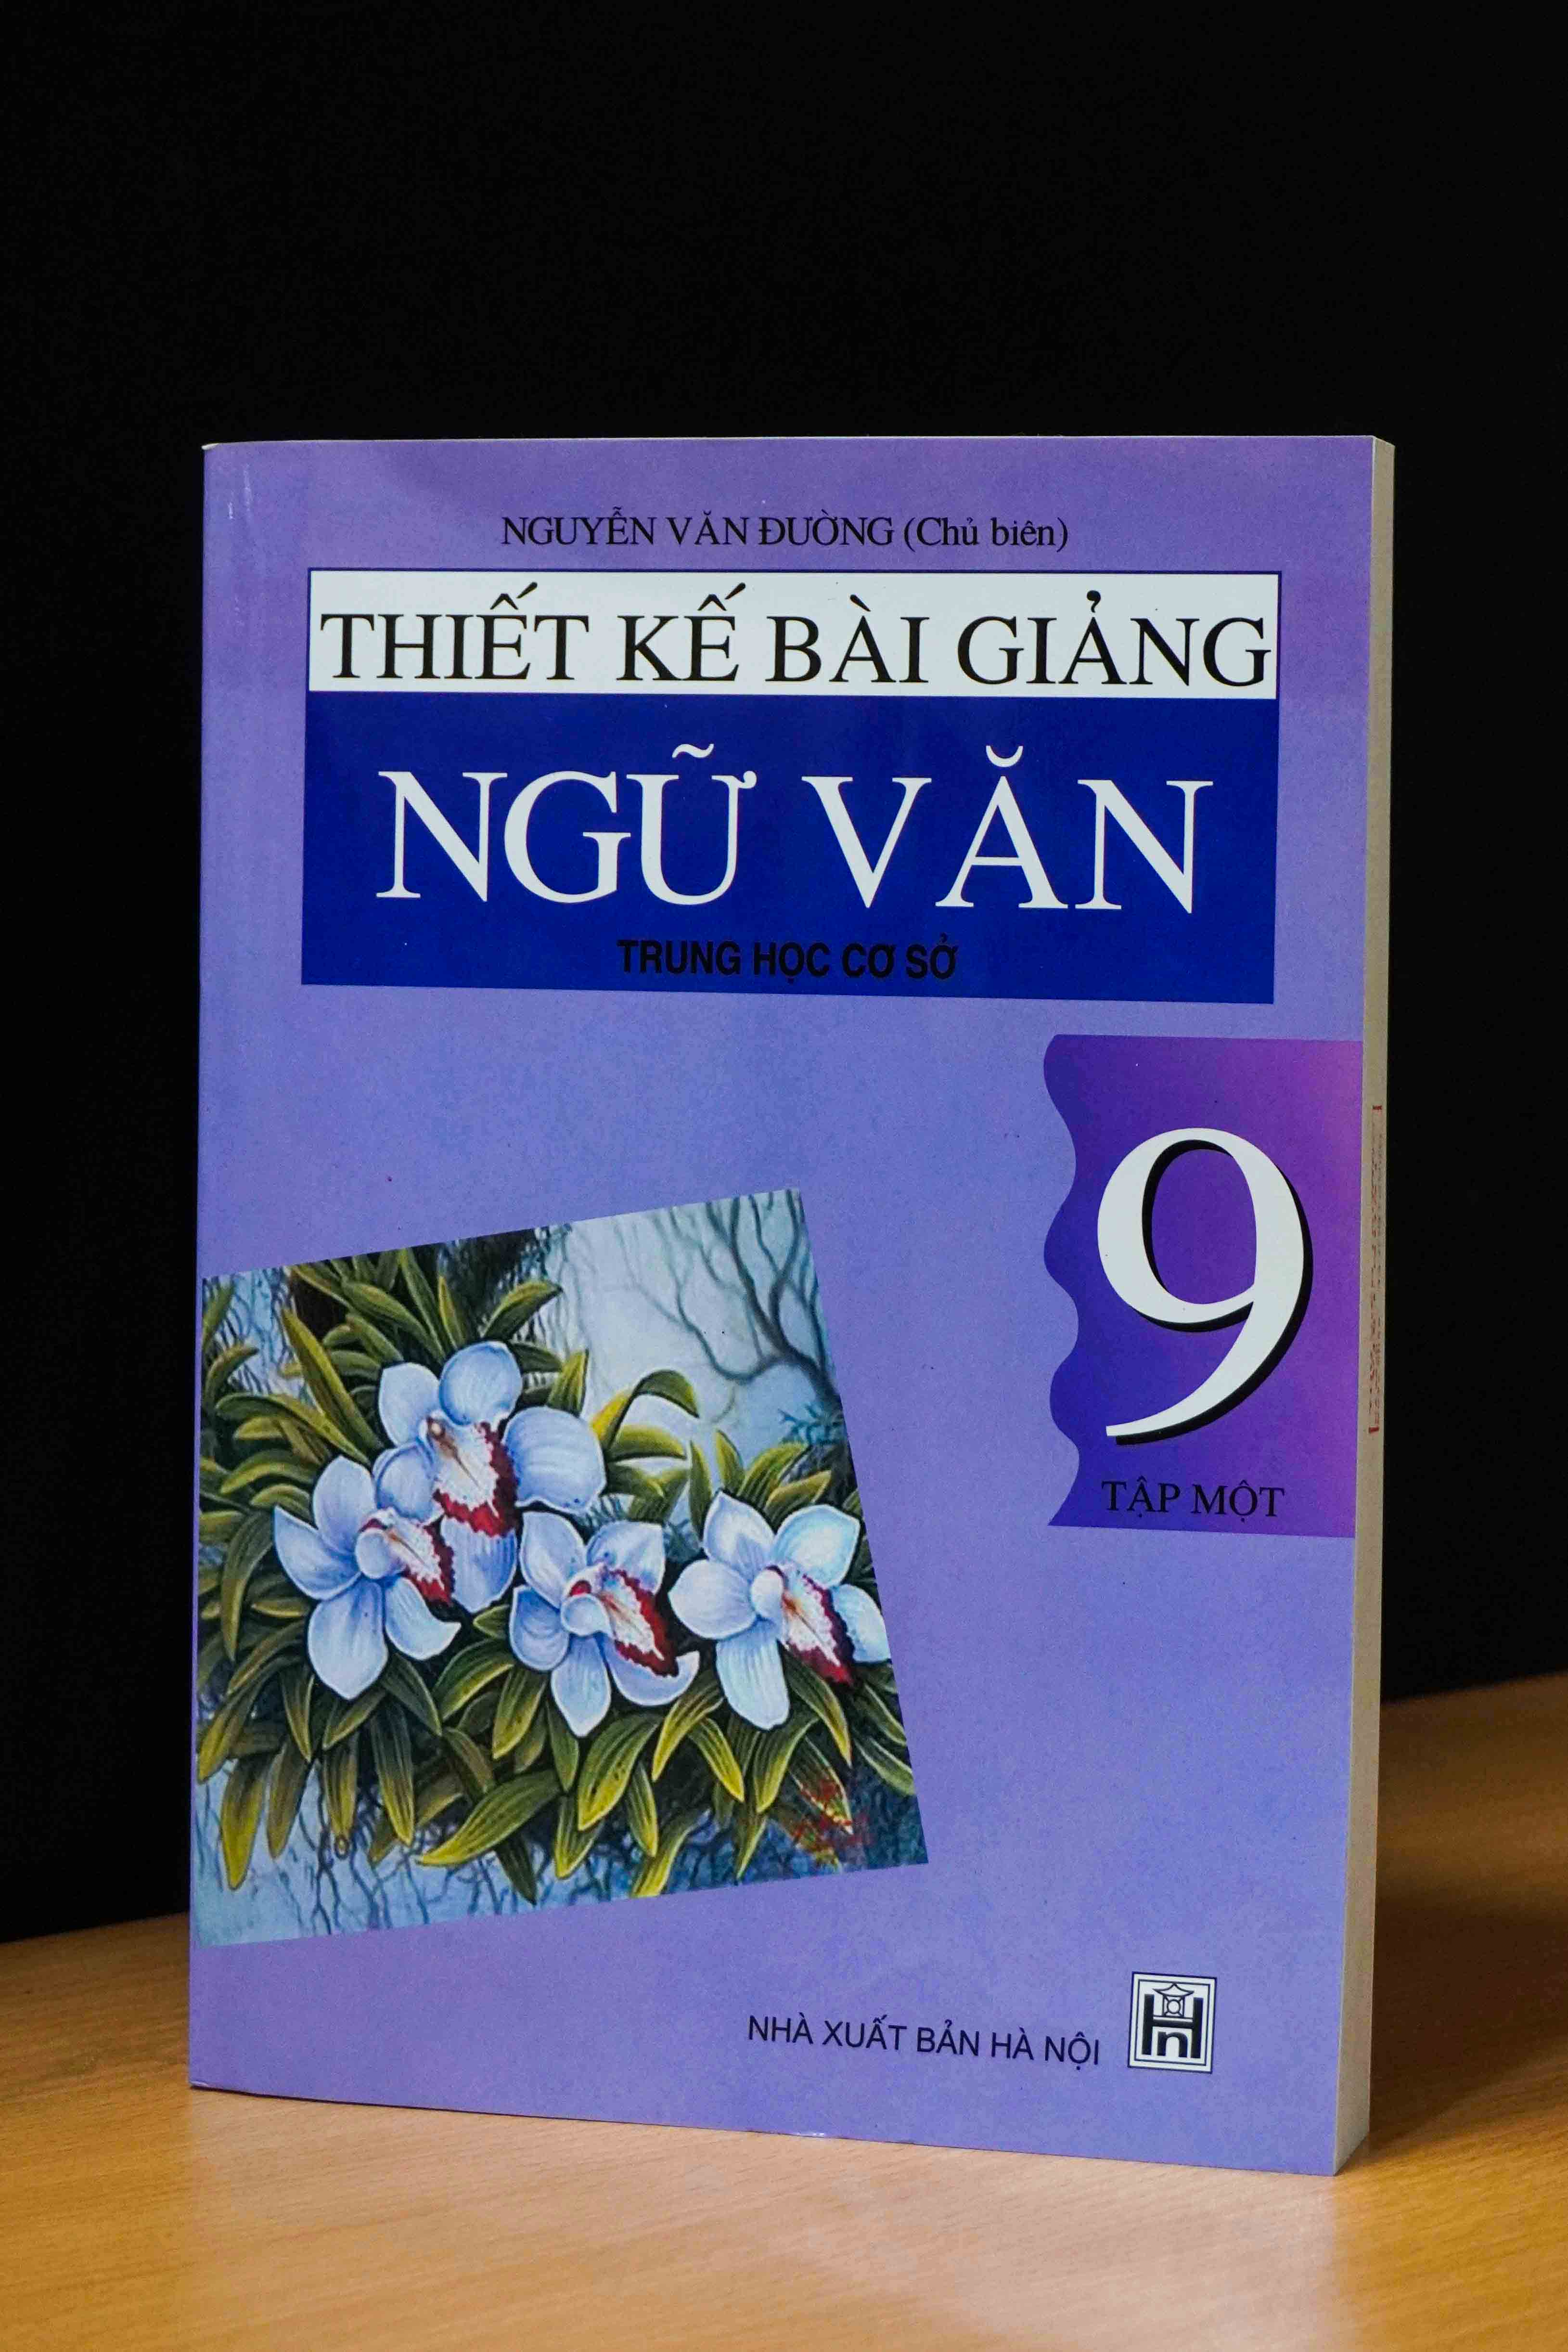 NGUYỄN VĂN ĐƯỜNG (Chủ biên)
THIẾT KẾ BÀI GIẢNG
NGỮ VĂN
TRUNG HỌC CƠ SỞ
9
TẬP MỘT
NHÀ XUẤT BẢN HÀ NỘI
Hn